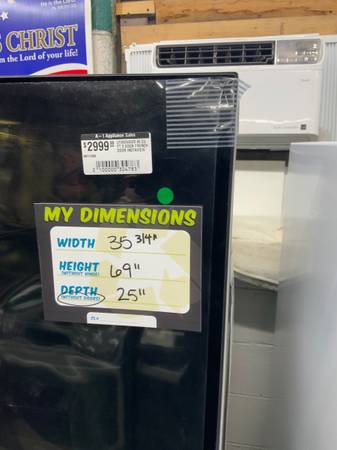 S CHRIST
the Lord of your life!
A - 1 Appliance Sales
$2999
MY DIMENSIONS
WIDTH 35 3/4"
HEIGHT 69"
(WITHOUT HINGE)
DEPTH 25"
(WITHOUT DOORS)